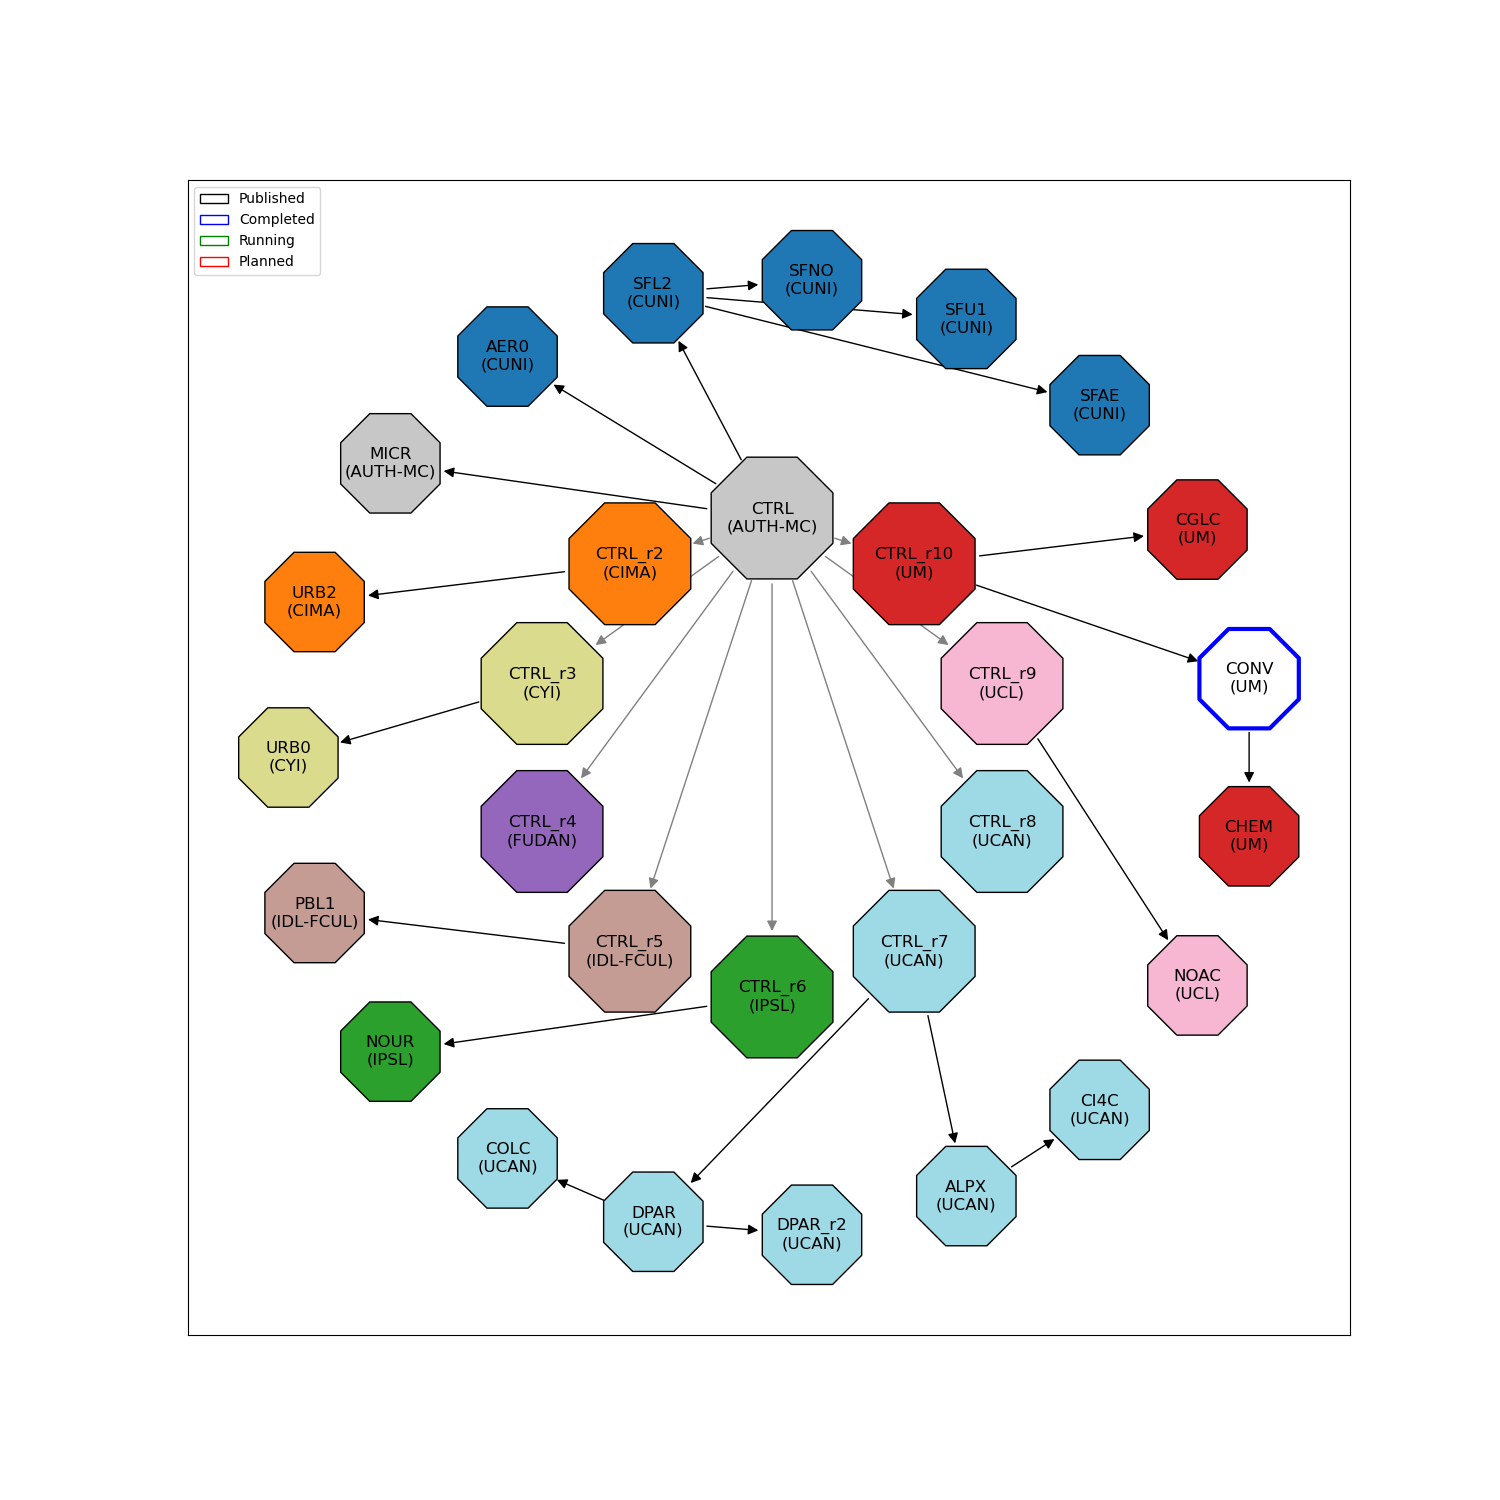 Published
Completed
Running
Planned
SFNO
(CUNI)
SFL2
(CUNI)
SFU1
(CUNI)
AER0
(CUNI)
SFAE
(CUNI)
MICR
(AUTH-MC)
CTRL
(AUTH-MC)
CGLC
(UM)
CTRL_r2
(CIMA)
CTRL_r10
(UM)
URB2
(CIMA)
CTRL_r3
(CYI)
CTRL_r9
(UCL)
CONV
(UM)
URB0
(CYI)
CTRL_r4
(FUDAN)
CTRL_r8
(UCAN)
CHEM
(UM)
PBL1
(IDL-FCUL)
CTRL_r5
(IDL-FCUL)
CTRL_r7
(UCAN)
CTRL_r6
(IPSL)
NOAC
(UCL)
NOUR
(IPSL)
CI4C
(UCAN)
COLC
(UCAN)
ALPX
(UCAN)
DPAR
(UCAN)
DPAR_r2
(UCAN)